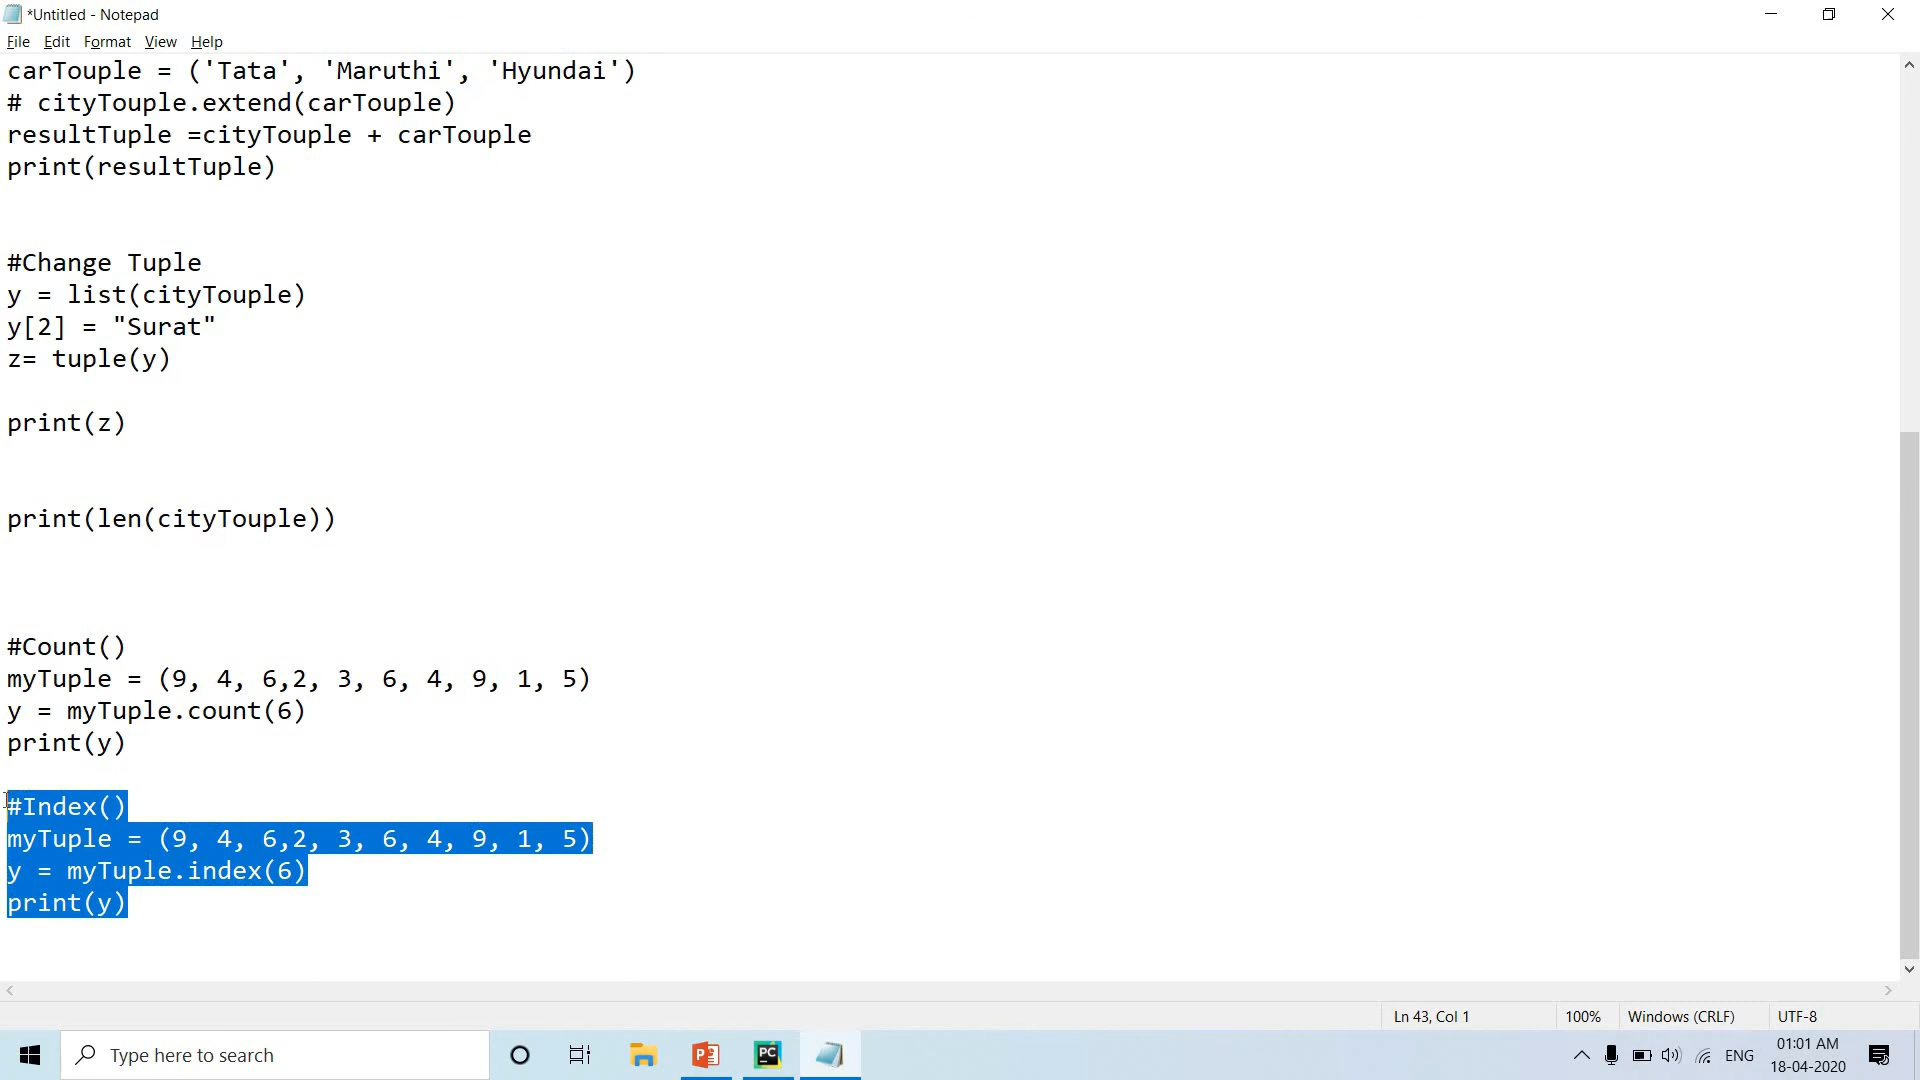 *Untitled - Notepad
File Edit Format View Help
carTouple = ('Tata', 'Maruthi', 'Hyundai')
# cityTouple.extend(carTouple)
resultTuple =cityTouple + carTouple
print(resultTuple)
#Change Tuple
y = list(cityTouple)
y[2] = "Surat"
z= tuple(y)
print(z)
print(len(cityTouple))
#Count()
myTuple = (9, 4, 6,2, 3, 6, 4, 9, 1, 5)
y = myTuple.count(6)
print(y)
#Index()
myTuple = (9, 4, 6,2, 3, 6, 4, 9, 1, 5)
y = myTuple.index(6)
print(y)
Ln 43, Col 1 100% Windows (CRLF) UTF-8
Type here to search
PC
ENG
01:01 AM
18-04-2020